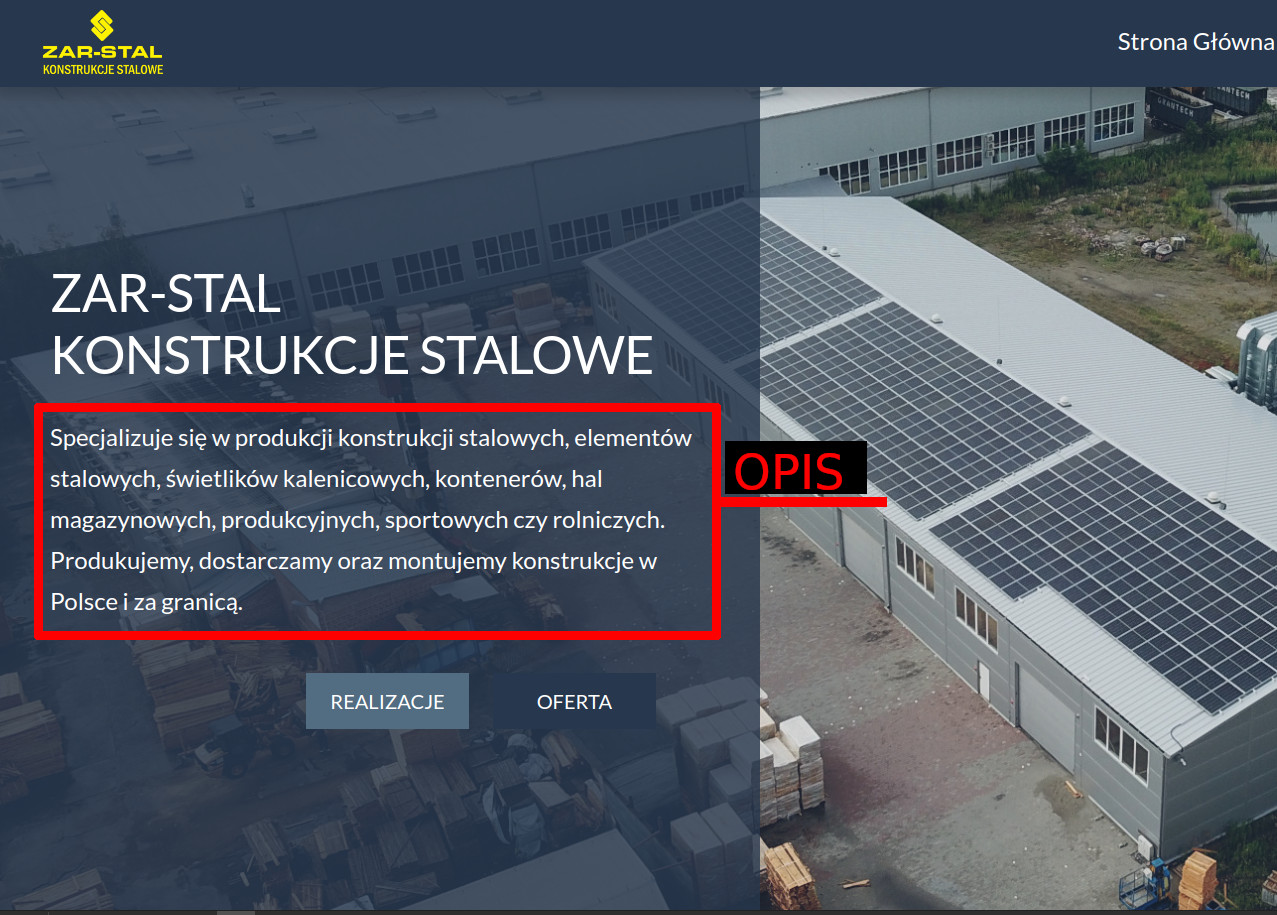 ZAR-STAL
KONSTRUKCJE STALOWE
Strona Główna
ZAR-STAL
KONSTRUKCJE STALOWE
Specjalizuje się w produkcji konstrukcji stalowych, elementów
stalowych, świetlików kalenicowych, kontenerów, hal
magazynowych, produkcyjnych, sportowych czy rolniczych.
Produkujemy, dostarczamy oraz montujemy konstrukcje w
Polsce i za granicą.
OPIS
REALIZACJE
OFERTA